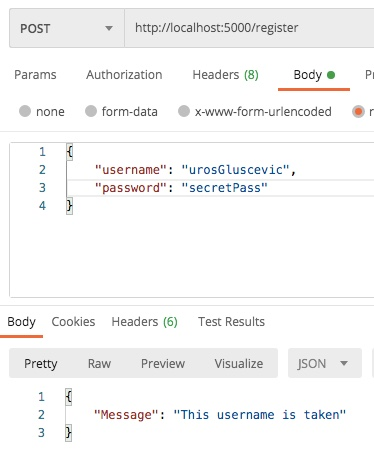 POST http://localhost:5000/register
Params Authorization Headers (8) Body
none form-data x-www-form-urlencoded
1 {
2 "username": "urosGluscevic",
3 "password": "secretPass"
4 }
Body Cookies Headers (6) Test Results
Pretty Raw Preview Visualize JSON
1 {
2 "Message": "This username is taken"
3 }